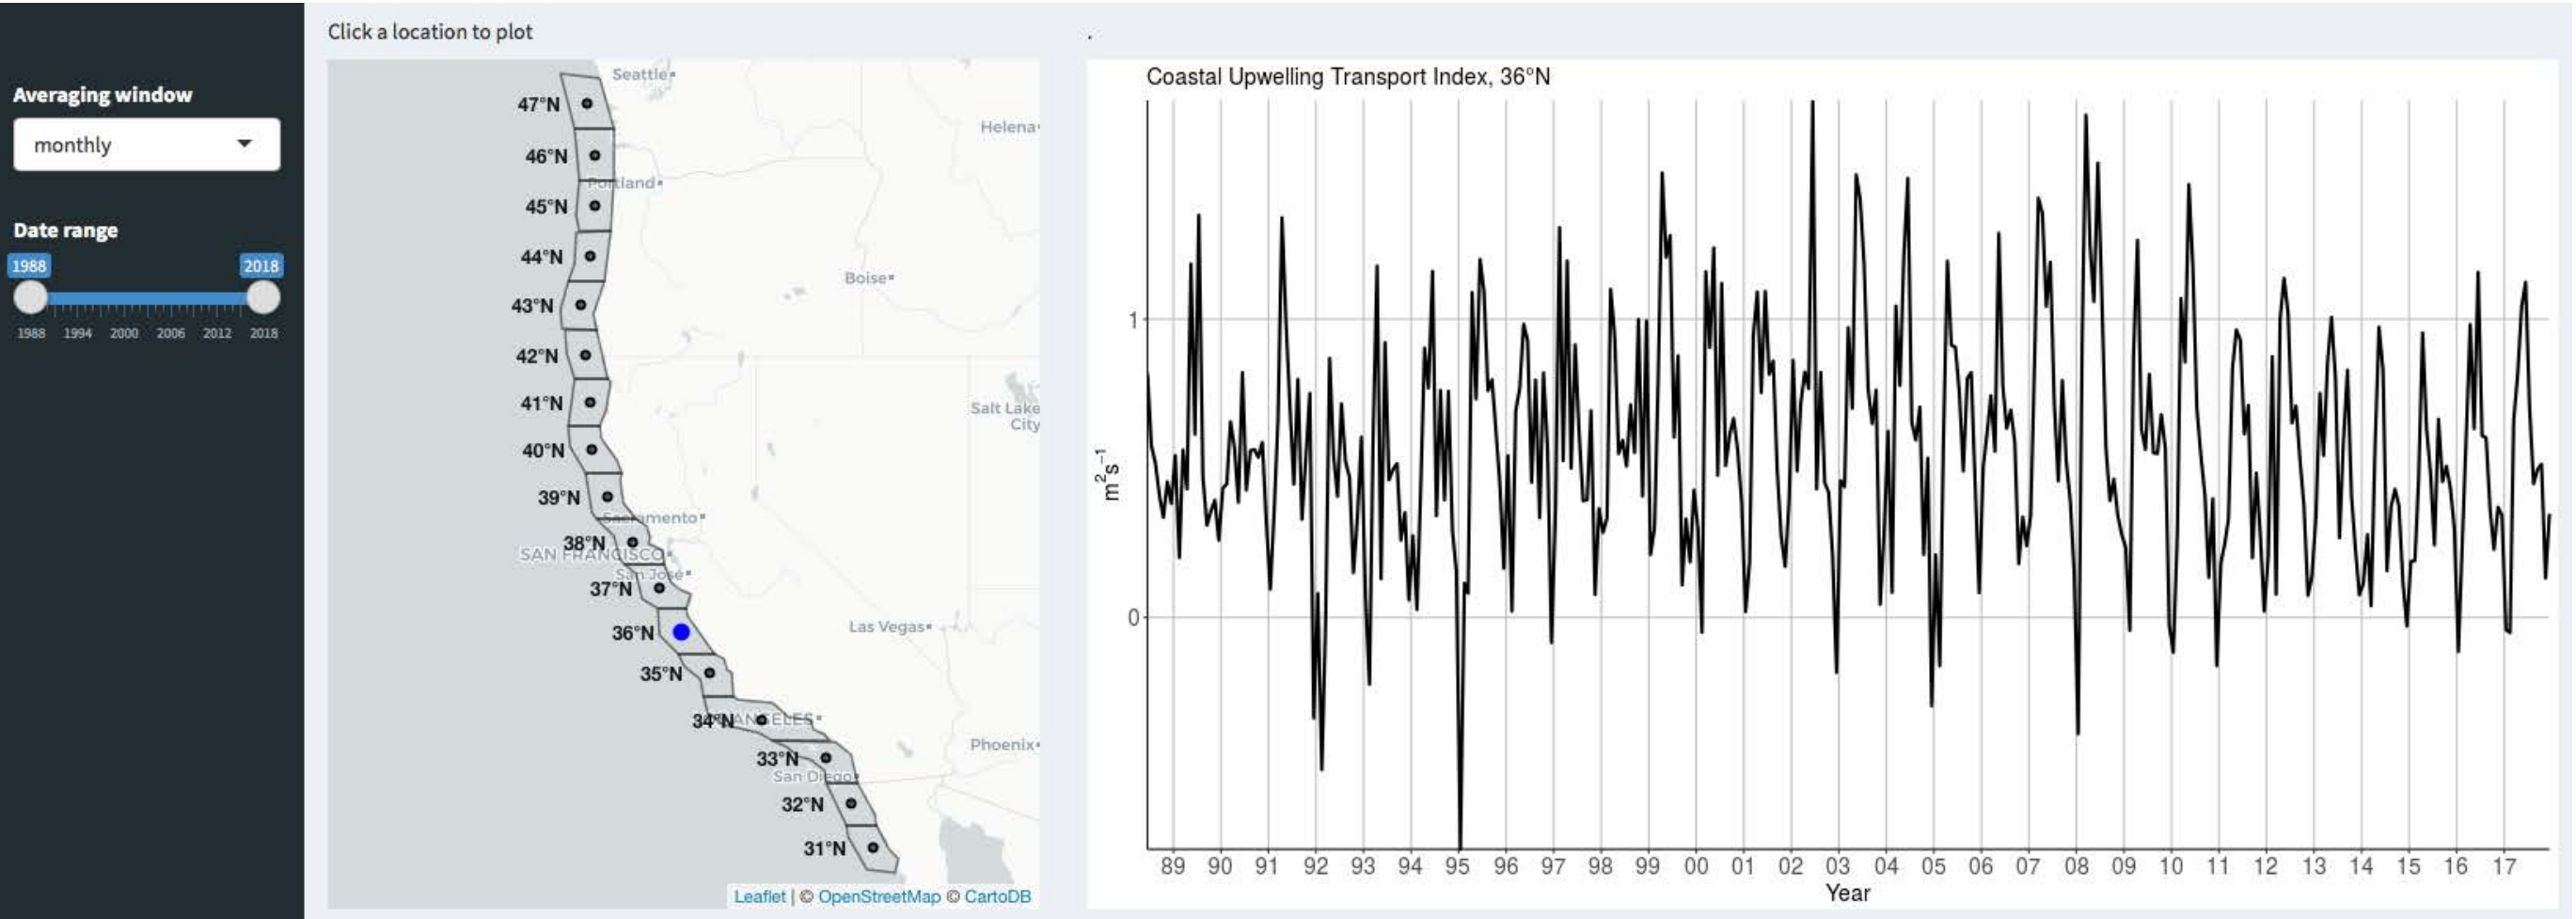 Averaging window
monthly
Date range
1988 2018
1988 1994 2000 2006 2012 2018
Click a location to plot
Seattle
47°N
Helena
46°N
Portland
45°N
44°N
Boise
43°N
42°N
41°N
Salt Lake
City
40°N
39°N
Sacramento
38°N
SAN FRANCISCO
San Jose
37°N
36°N
Las Vegas
35°N
34°N
33°N
Phoenix
San Diego
32°N
31°N
Leaflet | © OpenStreetMap © CartoDB
.
Coastal Upwelling Transport Index, 36°N
1
m²s⁻¹
0
89 90 91 92 93 94 95 96 97 98 99 00 01 02 03 04 05 06 07 08 09 10 11 12 13 14 15 16 17
Year